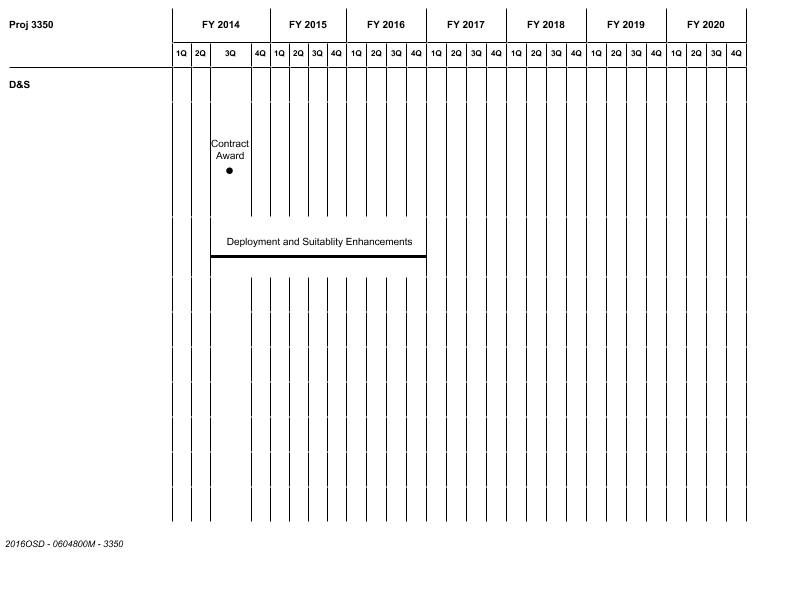 Proj 3350 FY 2014 FY 2015 FY 2016 FY 2017 FY 2018 FY 2019 FY 2020
1Q 2Q 3Q 4Q 1Q 2Q 3Q 4Q 1Q 2Q 3Q 4Q 1Q 2Q 3Q 4Q 1Q 2Q 3Q 4Q 1Q 2Q 3Q 4Q 1Q 2Q 3Q 4Q
D&S
Contract
Award
Deployment and Suitablity Enhancements
2016OSD - 0604800M - 3350